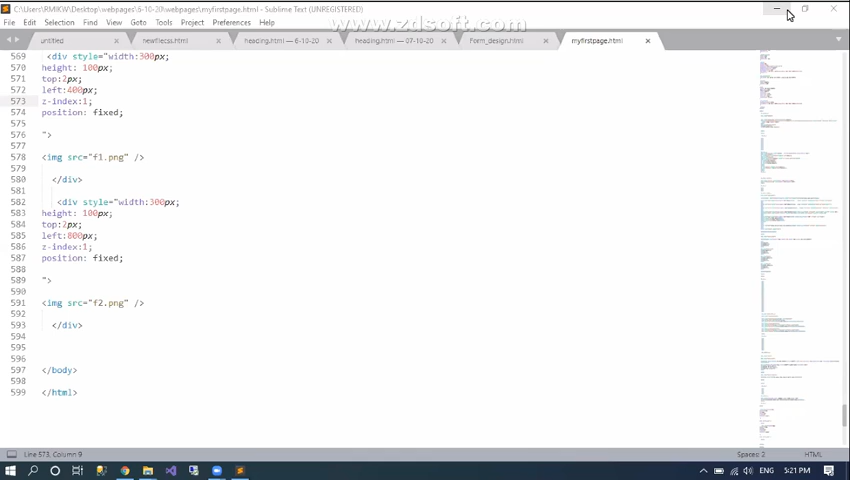 C:\Users\RMIKW\Desktop\webpages\6-10-20\webpages\myfirstpage.html - Sublime Text (UNREGISTERED)
www.zdsoft.com
File Edit Selection Find View Goto Tools Project Preferences Help
untitled newfilecss.html heading.html — 6-10-20 heading.html — 07-10-20 Form_design.html myfirstpage.html
569 <div style="width:300px;
570 height: 100px;
571 top:2px;
572 left:400px;
573 z-index:1;
574 position: fixed;
575
576 ">
577
578 <img src="f1.png" />
579
580 </div>
581
582 <div style="width:300px;
583 height: 100px;
584 top:2px;
585 left:800px;
586 z-index:1;
587 position: fixed;
588
589 ">
590
591 <img src="f2.png" />
592
593 </div>
594
595
596
597 </body>
598
599 </html>
Line 573, Column 9 Spaces: 2 HTML
ENG 5:21 PM